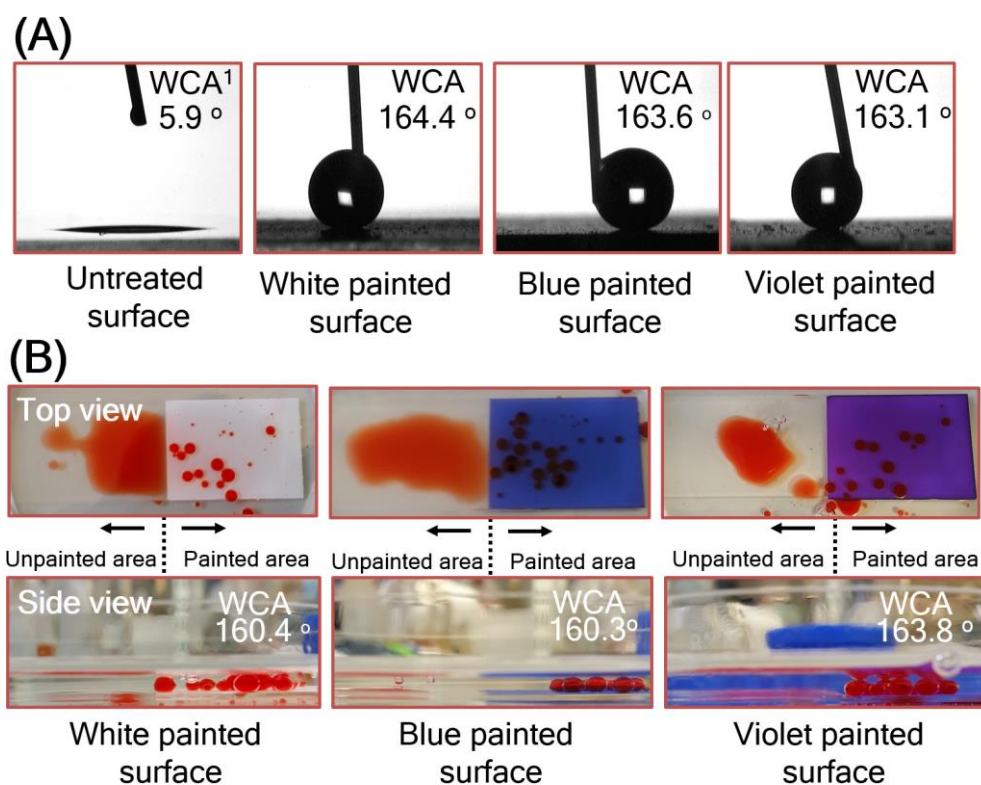 (A)
WCA¹
5.9 °
WCA
164.4 °
WCA
163.6 °
WCA
163.1 °
Untreated
surface
White painted
surface
Blue painted
surface
Violet painted
surface
(B)
Top view
Unpainted area
Painted area
Unpainted area
Painted area
Unpainted area
Painted area
Side view
WCA
160.4 °
WCA
160.3°
WCA
163.8 °
White painted
surface
Blue painted
surface
Violet painted
surface